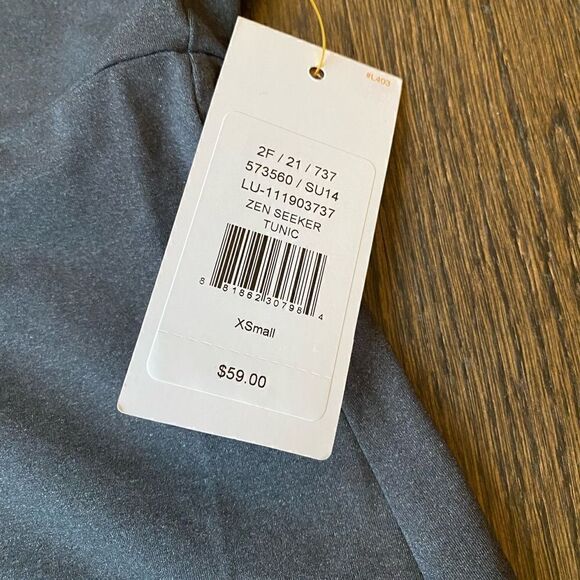 #L403
2F / 21 / 737
573560 / SU14
LU-111903737
ZEN SEEKER
TUNIC
8 81862 30798 4
XSmall
$59.00